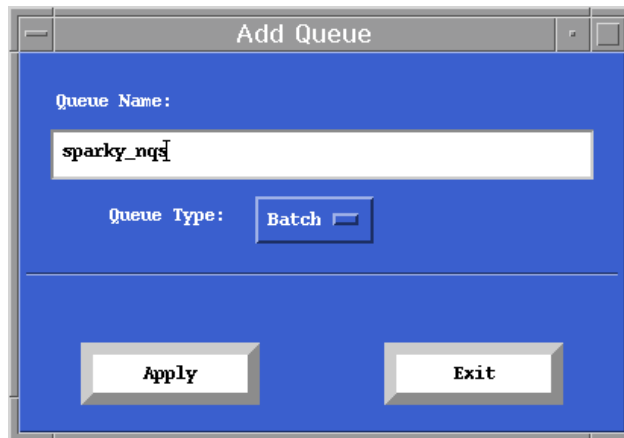 Add Queue
Queue Name:
sparky_nqs
Queue Type: Batch
Apply Exit